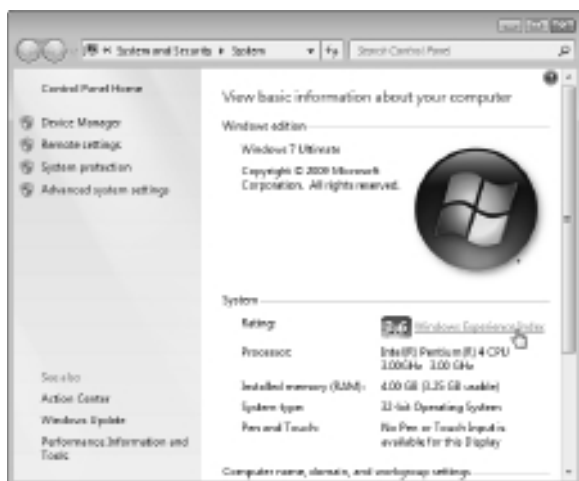 « System and Security ▸ System
Search Control Panel
Control Panel Home
Device Manager
Remote settings
System protection
Advanced system settings
See also
Action Center
Windows Update
Performance Information and
Tools
View basic information about your computer
Windows edition
Windows 7 Ultimate
Copyright © 2009 Microsoft
Corporation. All rights reserved.
System
Rating:
Windows Experience Index
Processor:
Intel(R) Pentium(R) 4 CPU
3.00GHz 3.00 GHz
Installed memory (RAM):
4.00 GB (3.25 GB usable)
System type:
32-bit Operating System
Pen and Touch:
No Pen or Touch Input is
available for this Display
Computer name, domain, and workgroup settings